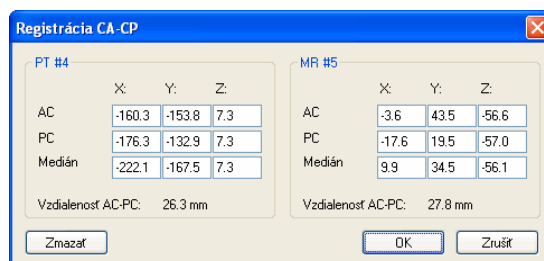 Registrácia CA-CP
PT #4
X: Y: Z:
AC -160.3 -153.8 7.3
PC -176.3 -132.9 7.3
Medián -222.1 -167.5 7.3
Vzdialenosť AC-PC: 26.3 mm
MR #5
X: Y: Z:
AC -3.6 43.5 -56.6
PC -17.6 19.5 -57.0
Medián 9.9 34.5 -56.1
Vzdialenosť AC-PC: 27.8 mm
Zmazať OK Zrušiť